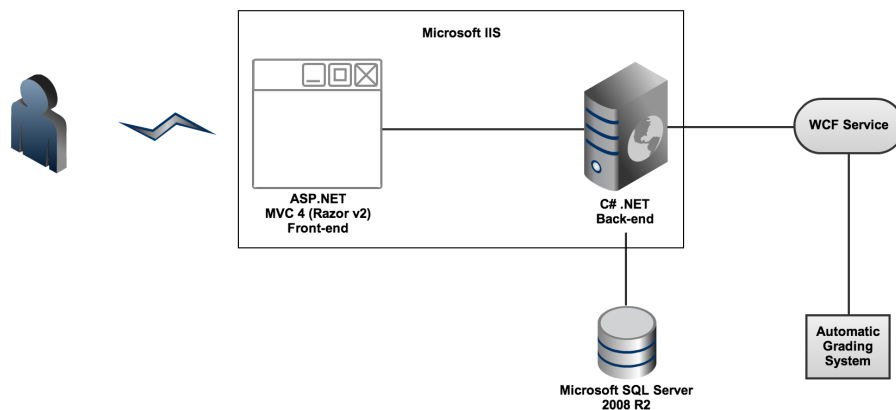 Microsoft IIS
ASP.NET
MVC 4 (Razor v2)
Front-end
C# .NET
Back-end
WCF Service
Microsoft SQL Server
2008 R2
Automatic
Grading
System